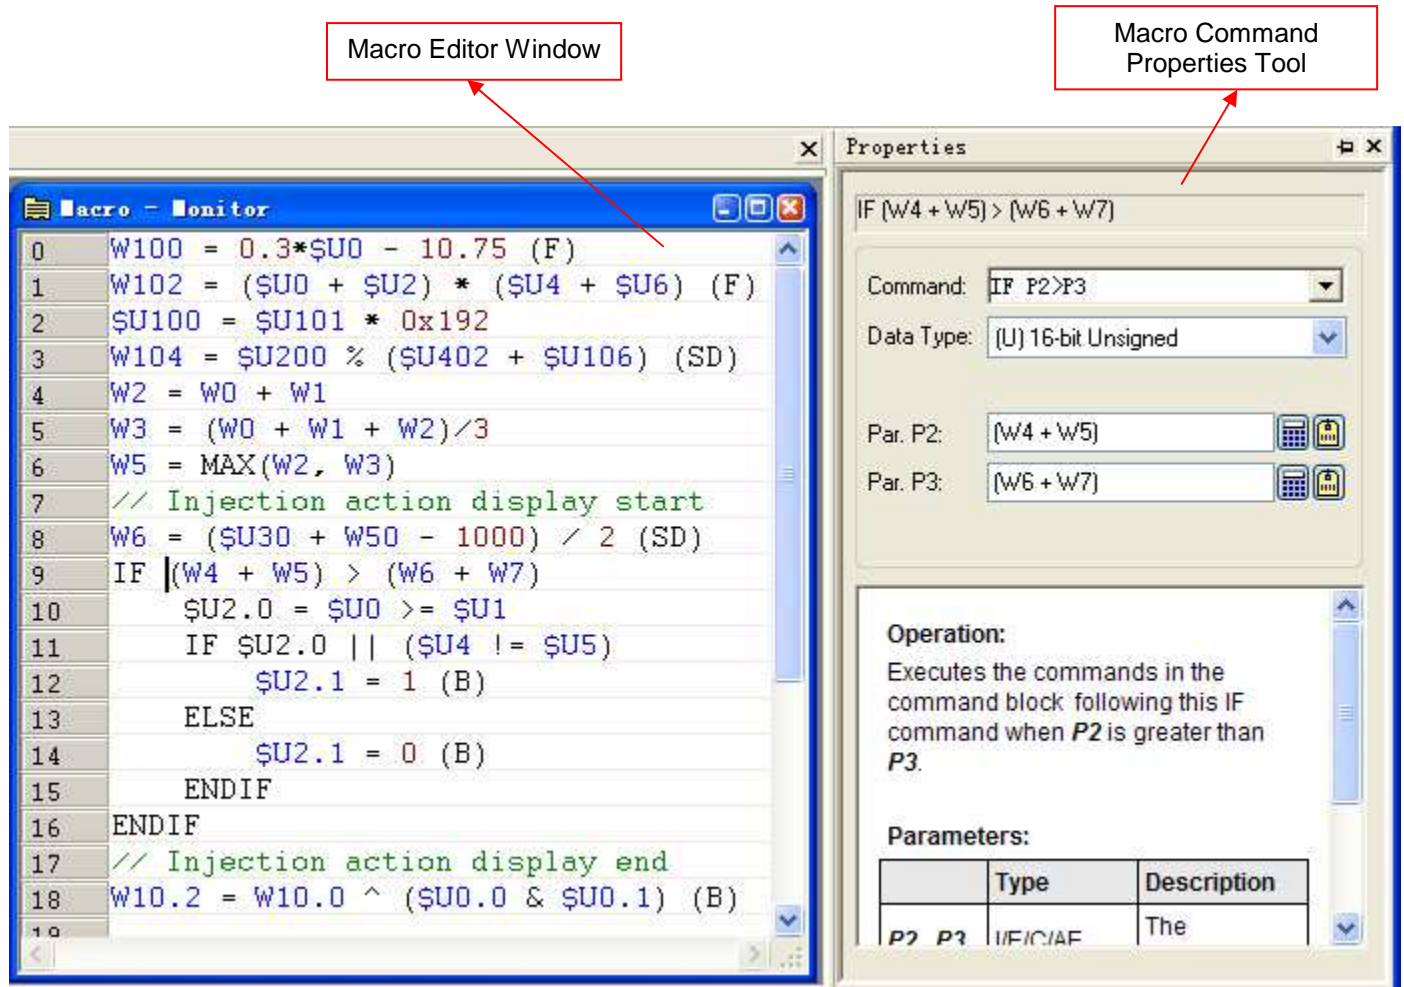 Macro Editor Window
Macro Command
Properties Tool
Properties
Macro - Monitor
0 W100 = 0.3*$U0 - 10.75 (F)
1 W102 = ($U0 + $U2) * ($U4 + $U6) (F)
2 $U100 = $U101 * 0x192
3 W104 = $U200 % ($U402 + $U106) (SD)
4 W2 = W0 + W1
5 W3 = (W0 + W1 + W2)/3
6 W5 = MAX(W2, W3)
7 // Injection action display start
8 W6 = ($U30 + W50 - 1000) / 2 (SD)
9 IF (W4 + W5) > (W6 + W7)
10 $U2.0 = $U0 >= $U1
11 IF $U2.0 || ($U4 != $U5)
12 $U2.1 = 1 (B)
13 ELSE
14 $U2.1 = 0 (B)
15 ENDIF
16 ENDIF
17 // Injection action display end
18 W10.2 = W10.0 ^ ($U0.0 & $U0.1) (B)
19
IF (W4 + W5) > (W6 + W7)
Command: IF P2>P3
Data Type: (U) 16-bit Unsigned
Par. P2: (W4 + W5)
Par. P3: (W6 + W7)
Operation:
Executes the commands in the
command block following this IF
command when P2 is greater than
P3.
Parameters:
Type Description
P2 P3 I/E/C/AE The